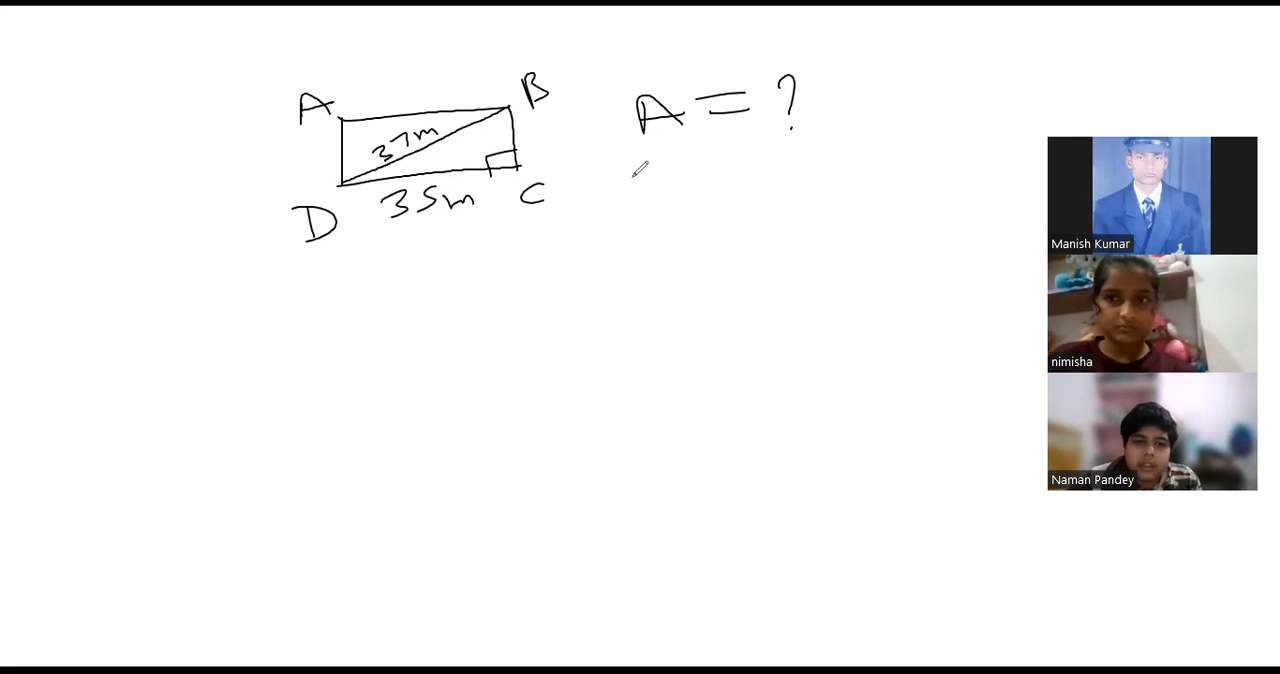 A
B
37m
D
35m
C
A = ?
Manish Kumar
nimisha
Naman Pandey